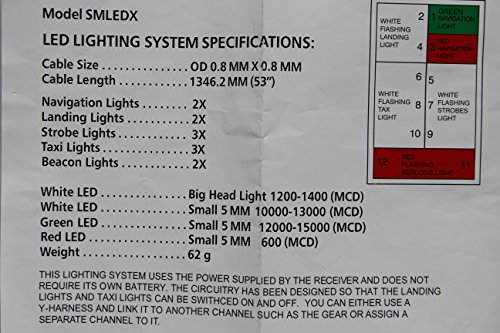 Model SMLEDX
LED LIGHTING SYSTEM SPECIFICATIONS:
Cable Size .................. OD 0.8 MM X 0.8 MM
Cable Length .............. 1346.2 MM (53")
Navigation Lights ........ 2X
Landing Lights ............ 2X
Strobe Lights .............. 3X
Taxi Lights .................. 3X
Beacon Lights ............. 2X
White LED .................. Big Head Light 1200-1400 (MCD)
White LED .................. Small 5 MM 10000-13000 (MCD)
Green LED .................. Small 5 MM 12000-15000 (MCD)
Red LED ..................... Small 5 MM 600 (MCD)
Weight ....................... 62 g
THIS LIGHTING SYSTEM USES THE POWER SUPPLIED BY THE RECEIVER AND DOES NOT
REQUIRE ITS OWN BATTERY. THE CIRCUITRY HAS BEEN DESIGNED SO THAT THE LANDING
LIGHTS AND TAXI LIGHTS CAN BE SWITHCED ON AND OFF. YOU CAN EITHER USE A
Y-HARNESS AND LINK IT TO ANOTHER CHANNEL SUCH AS THE GEAR OR ASSIGN A
SEPARATE CHANNEL TO IT.
WHITE
FlASHING
LANDING
LIGHT
2
4
1
GREEN
NAVIGATION
LIGHT
3
RED
NAVIGATION
LIGHT
WHITE
FLASHING
TAX
LIGHT
6
8
10
5
7
9
WHITE
FLASHING
STROBES
LIGHT
12
RED
FLASHING
BEACONG LIGHT
11